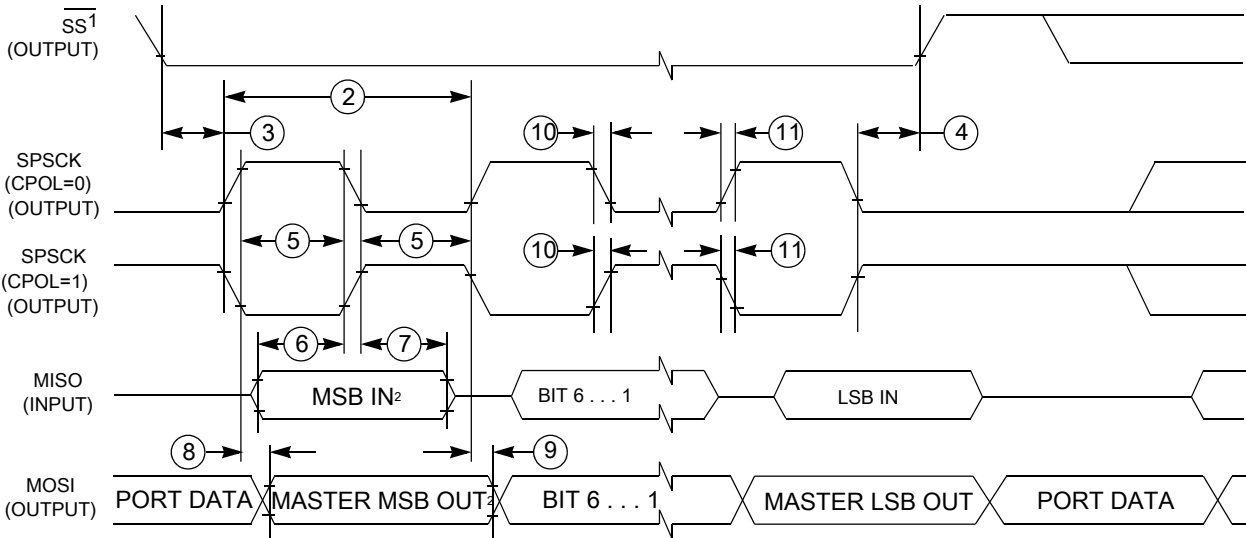 SS1
(OUTPUT)
2
3
10
11
4
SPSCK
(CPOL=0)
(OUTPUT)
5
5
SPSCK
(CPOL=1)
(OUTPUT)
10
11
6
7
MISO
(INPUT)
MSB IN2
BIT 6 . . . 1
LSB IN
8
9
MOSI
(OUTPUT)
PORT DATA
MASTER MSB OUT2
BIT 6 . . . 1
MASTER LSB OUT
PORT DATA